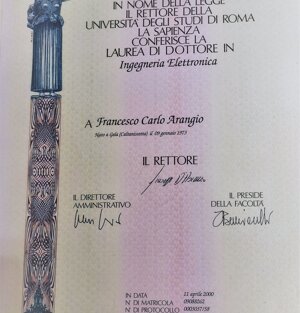 IN NOME DELLA LEGGE
IL RETTORE DELLA
UNIVERSITÀ DEGLI STUDI DI ROMA
LA SAPIENZA
CONFERISCE LA
LAUREA DI DOTTORE IN
Ingegneria Elettronica
A Francesco Carlo Arangio
Nato a Gela (Caltanissetta) il 09 gennaio 1973
IL RETTORE
IL DIRETTORE
AMMINISTRATIVO
IL PRESIDE
DELLA FACOLTÀ
IN DATA 11 aprile 2000
N° DI MATRICOLA 09088262
N° DI PROTOCOLLO 0003057158